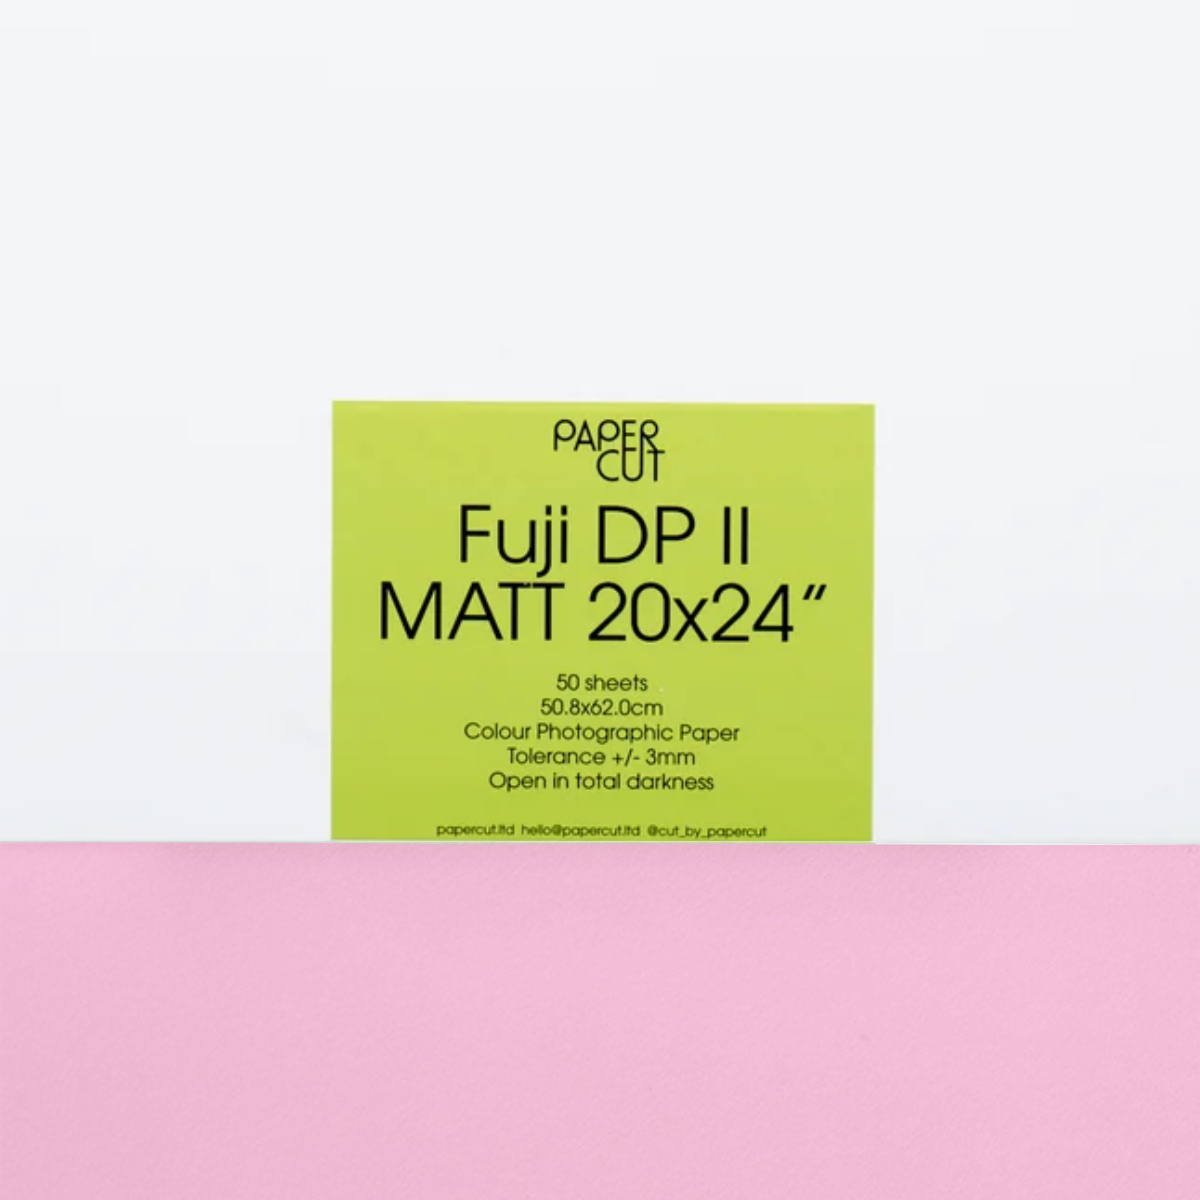 PAPER
CUT
Fuji DP II
MATT 20x24”
50 sheets
50.8x62.0cm
Colour Photographic Paper
Tolerance +/- 3mm
Open in total darkness
papercut.ltd hello@papercut.ltd @cut_by_papercut